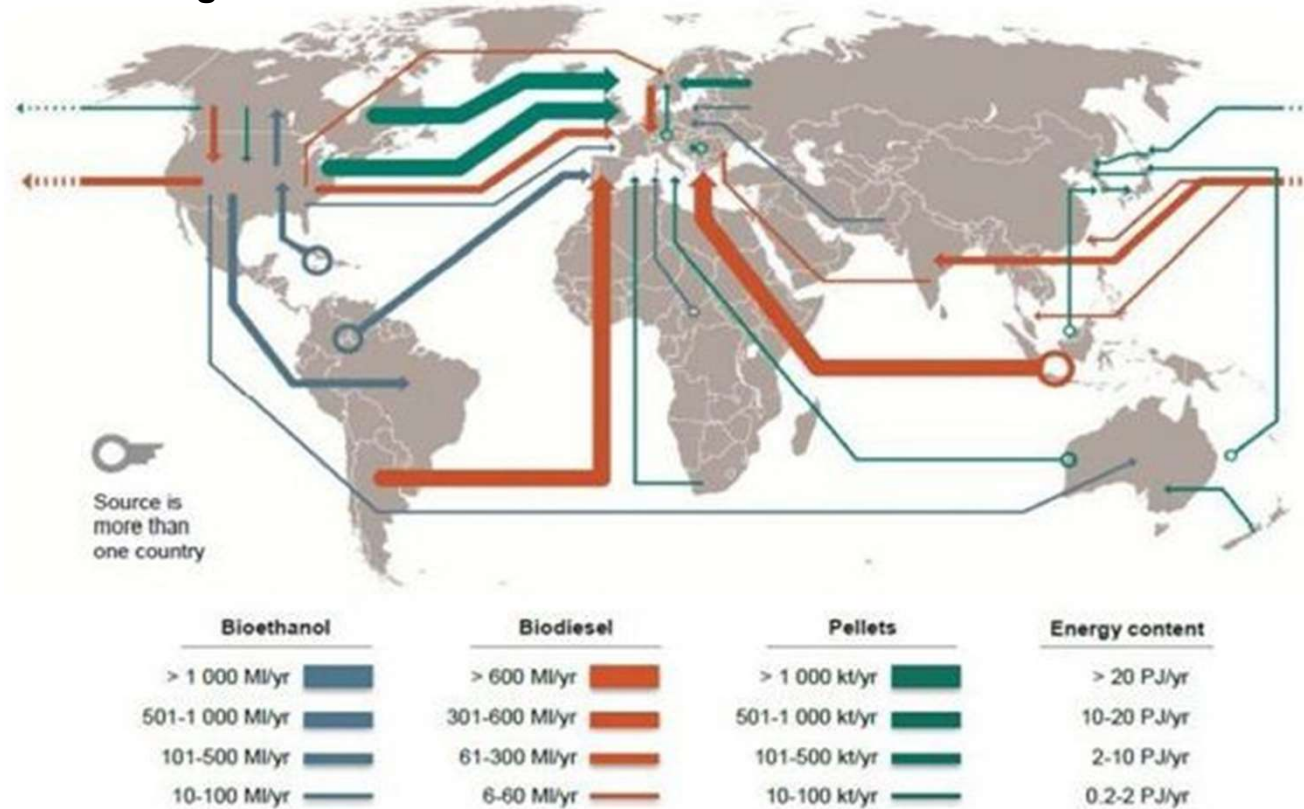 Source is
more than
one country
Bioethanol Biodiesel Pellets Energy content
> 1 000 Ml/yr > 600 Ml/yr > 1 000 kt/yr > 20 PJ/yr
501-1 000 Ml/yr 301-600 Ml/yr 501-1 000 kt/yr 10-20 PJ/yr
101-500 Ml/yr 61-300 Ml/yr 101-500 kt/yr 2-10 PJ/yr
10-100 Ml/yr 6-60 Ml/yr 10-100 kt/yr 0.2-2 PJ/yr